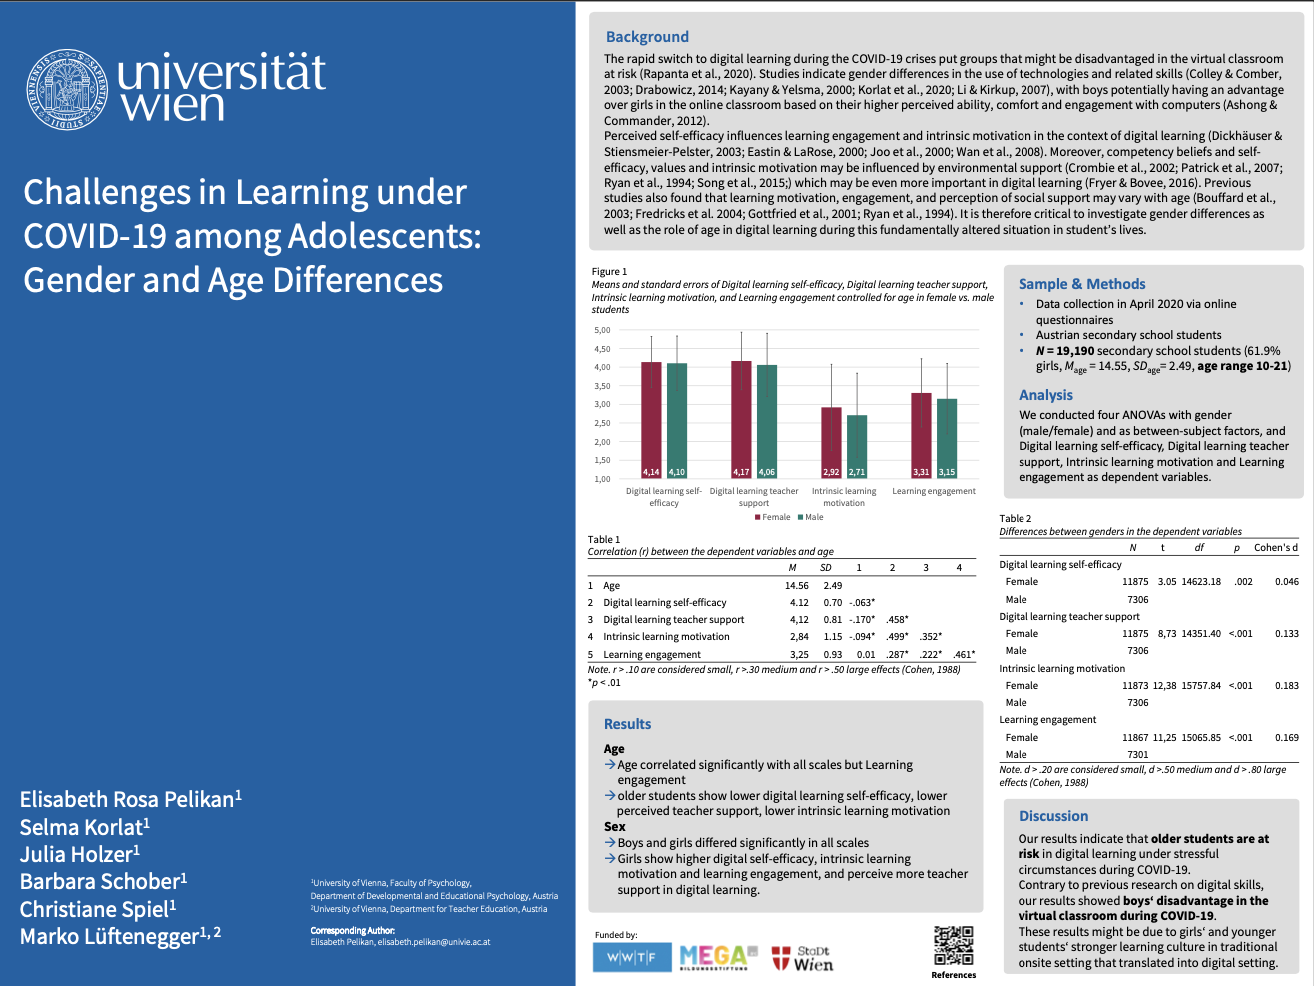 universität
wien
Challenges in Learning under
COVID-19 among Adolescents:
Gender and Age Differences
Elisabeth Rosa Pelikan1
Selma Korlat1
Julia Holzer1
Barbara Schober1
Christiane Spiel1
Marko Lüftenegger1, 2
1University of Vienna, Faculty of Psychology,
Department of Developmental and Educational Psychology, Austria
2University of Vienna, Department for Teacher Education, Austria
Corresponding Author:
Elisabeth Pelikan, elisabeth.pelikan@univie.ac.at
Background
The rapid switch to digital learning during the COVID-19 crises put groups that might be disadvantaged in the virtual classroom
at risk (Rapanta et al., 2020). Studies indicate gender differences in the use of technologies and related skills (Colley & Comber,
2003; Drabowicz, 2014; Kayany & Yelsma, 2000; Korlat et al., 2020; Li & Kirkup, 2007), with boys potentially having an advantage
over girls in the online classroom based on their higher perceived ability, comfort and engagement with computers (Ashong &
Commander, 2012).
Perceived self-efficacy influences learning engagement and intrinsic motivation in the context of digital learning (Dickhäuser &
Stiensmeier-Pelster, 2003; Eastin & LaRose, 2000; Joo et al., 2000; Wan et al., 2008). Moreover, competency beliefs and self-
efficacy, values and intrinsic motivation may be influenced by environmental support (Crombie et al., 2002; Patrick et al., 2007;
Ryan et al., 1994; Song et al., 2015;) which may be even more important in digital learning (Fryer & Bovee, 2016). Previous
studies also found that learning motivation, engagement, and perception of social support may vary with age (Bouffard et al.,
2003; Fredricks et al. 2004; Gottfried et al., 2001; Ryan et al., 1994). It is therefore critical to investigate gender differences as
well as the role of age in digital learning during this fundamentally altered situation in student's lives.
Figure 1
Means and standard errors of Digital learning self-efficacy, Digital learning teacher support,
Intrinsic learning motivation, and Learning engagement controlled for age in female vs. male
students
5,00
4,50
4,00
3,50
3,00
2,50
2,00
1,50
1,00
4,14 4,10 4,17 4,06 2,92 2,71 3,31 3,15
Digital learning self- Digital learning teacher Intrinsic learning Learning engagement
efficacy support motivation
Female Male
Table 1
Correlation (r) between the dependent variables and age
M SD 1 2 3 4
1 Age 14.56 2.49
2 Digital learning self-efficacy 4.12 0.70 -.063*
3 Digital learning teacher support 4,12 0.81 -.170* .458*
4 Intrinsic learning motivation 2,84 1.15 -.094* .499* .352*
5 Learning engagement 3,25 0.93 0.01 .287* .222* .461*
Note. r > .10 are considered small, r >.30 medium and r > .50 large effects (Cohen, 1988)
*p < .01
Results
Age
→Age correlated significantly with all scales but Learning
engagement
→older students show lower digital learning self-efficacy, lower
perceived teacher support, lower intrinsic learning motivation
Sex
→Boys and girls differed significantly in all scales
→Girls show higher digital self-efficacy, intrinsic learning
motivation and learning engagement, and perceive more teacher
support in digital learning.
Funded by:
WWTF
MEGA
BILDUNGSSTIFTUNG
StaDt
Wien
References
Sample & Methods
• Data collection in April 2020 via online
questionnaires
• Austrian secondary school students
• N = 19,190 secondary school students (61.9%
girls, Mage = 14.55, SDage= 2.49, age range 10-21)
Analysis
We conducted four ANOVAs with gender
(male/female) and as between-subject factors, and
Digital learning self-efficacy, Digital learning teacher
support, Intrinsic learning motivation and Learning
engagement as dependent variables.
Table 2
Differences between genders in the dependent variables
N t df p Cohen's d
Digital learning self-efficacy
Female 11875 3.05 14623.18 .002 0.046
Male 7306
Digital learning teacher support
Female 11875 8,73 14351.40 <.001 0.133
Male 7306
Intrinsic learning motivation
Female 11873 12,38 15757.84 <.001 0.183
Male 7306
Learning engagement
Female 11867 11,25 15065.85 <.001 0.169
Male 7301
Note. d > .20 are considered small, d >.50 medium and d > .80 large
effects (Cohen, 1988)
Discussion
Our results indicate that older students are at
risk in digital learning under stressful
circumstances during COVID-19.
Contrary to previous research on digital skills,
our results showed boys‘ disadvantage in the
virtual classroom during COVID-19.
These results might be due to girls‘ and younger
students‘ stronger learning culture in traditional
onsite setting that translated into digital setting.